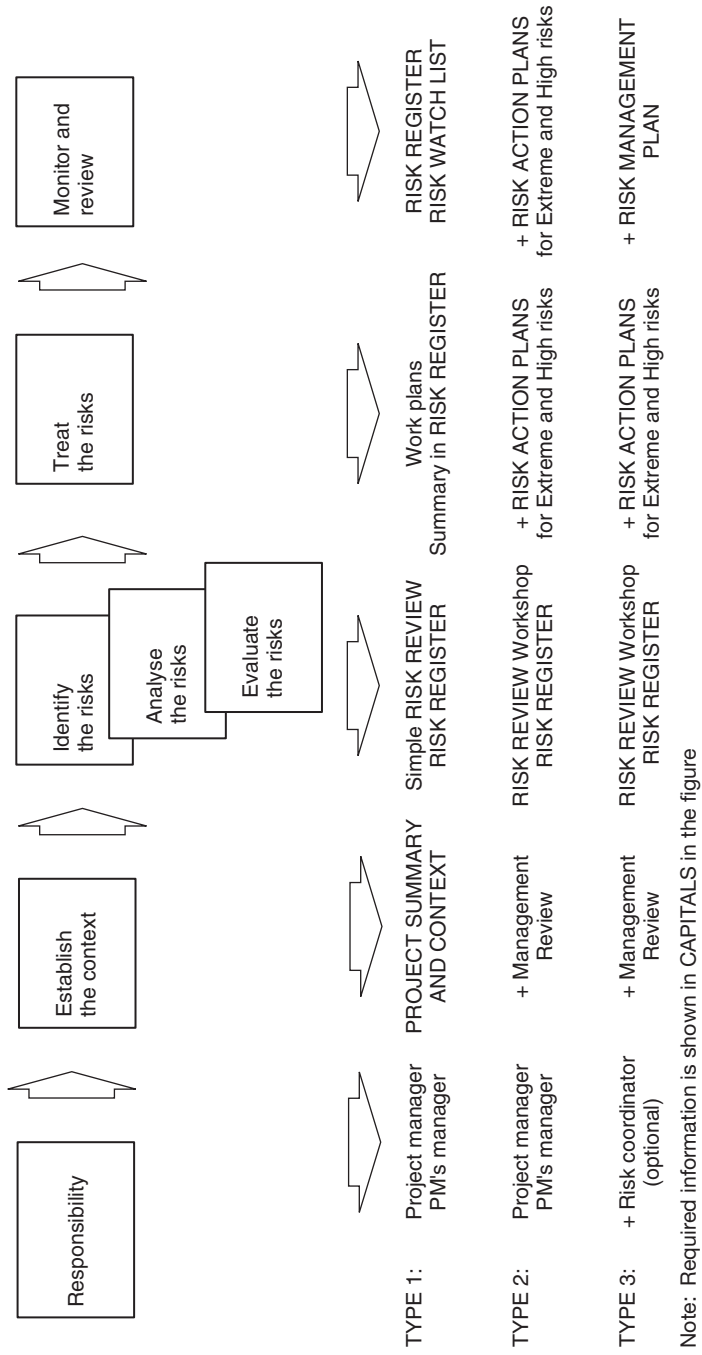 Responsibility
Establish
the context
Identify
the risks
Analyse
the risks
Evaluate
the risks
Treat
the risks
Monitor and
review
TYPE 1:
Project manager
PM's manager
PROJECT SUMMARY
AND CONTEXT
Simple RISK REVIEW
RISK REGISTER
Work plans
Summary in RISK REGISTER
RISK REGISTER
RISK WATCH LIST
TYPE 2:
Project manager
PM's manager
+ Management
Review
RISK REVIEW Workshop
RISK REGISTER
+ RISK ACTION PLANS
for Extreme and High risks
+ RISK ACTION PLANS
for Extreme and High risks
TYPE 3:
+ Risk coordinator
(optional)
+ Management
Review
RISK REVIEW Workshop
RISK REGISTER
+ RISK ACTION PLANS
for Extreme and High risks
+ RISK MANAGEMENT
PLAN
Note: Required information is shown in CAPITALS in the figure